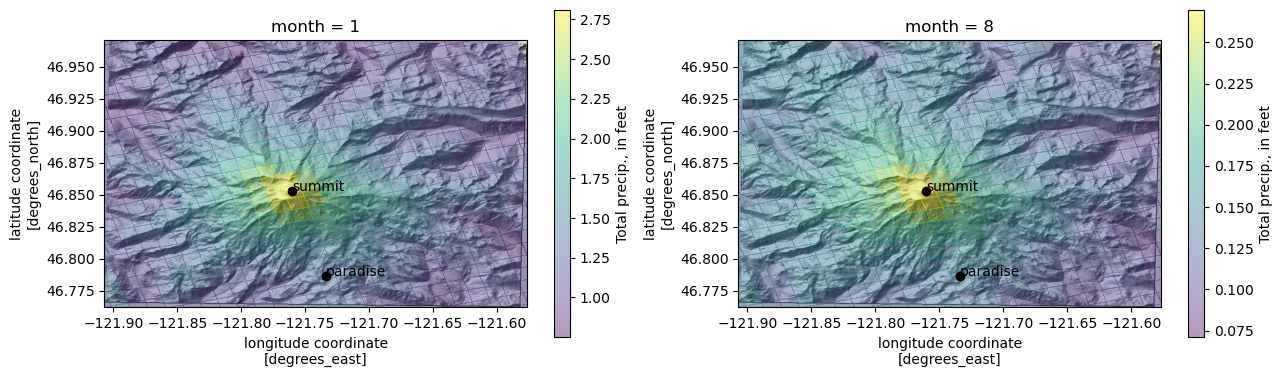 month = 1
latitude coordinate
[degrees_north]
46.950
46.925
46.900
46.875
46.850
46.825
46.800
46.775
summit
paradise
−121.90 −121.85 −121.80 −121.75 −121.70 −121.65 −121.60
longitude coordinate
[degrees_east]
2.75
2.50
2.25
2.00
1.75
1.50
1.25
1.00
Total precip., in feet
month = 8
latitude coordinate
[degrees_north]
46.950
46.925
46.900
46.875
46.850
46.825
46.800
46.775
summit
paradise
−121.90 −121.85 −121.80 −121.75 −121.70 −121.65 −121.60
longitude coordinate
[degrees_east]
0.250
0.225
0.200
0.175
0.150
0.125
0.100
0.075
Total precip., in feet